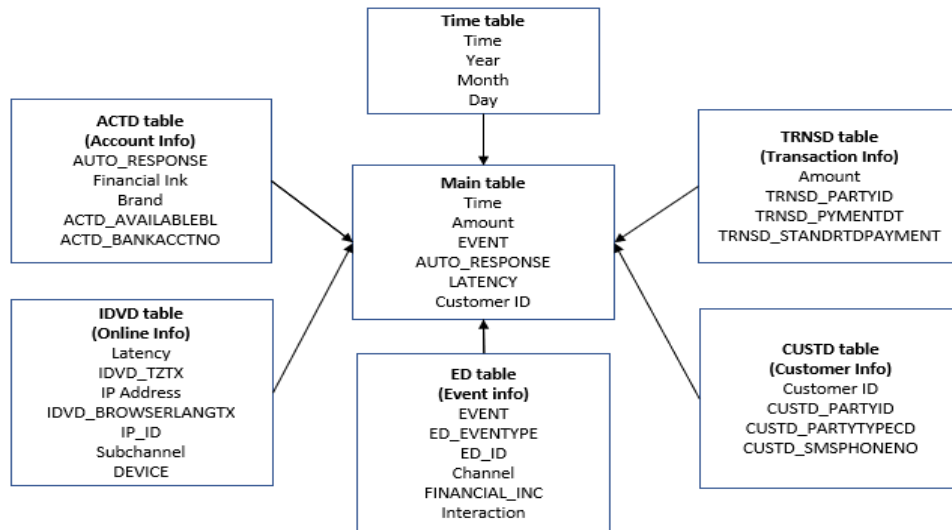 Time table
Time
Year
Month
Day
ACTD table
(Account Info)
AUTO_RESPONSE
Financial Ink
Brand
ACTD_AVAILABLEBL
ACTD_BANKACCTNO
Main table
Time
Amount
EVENT
AUTO_RESPONSE
LATENCY
Customer ID
TRNSD table
(Transaction Info)
Amount
TRNSD_PARTYID
TRNSD_PYMENTDT
TRNSD_STANDRTDPAYMENT
IDVD table
(Online Info)
Latency
IDVD_TZTX
IP Address
IDVD_BROWSERLANGTX
IP_ID
Subchannel
DEVICE
ED table
(Event info)
EVENT
ED_EVENTYPE
ED_ID
Channel
FINANCIAL_INC
Interaction
CUSTD table
(Customer Info)
Customer ID
CUSTD_PARTYID
CUSTD_PARTYTYPECD
CUSTD_SMSPHONENO